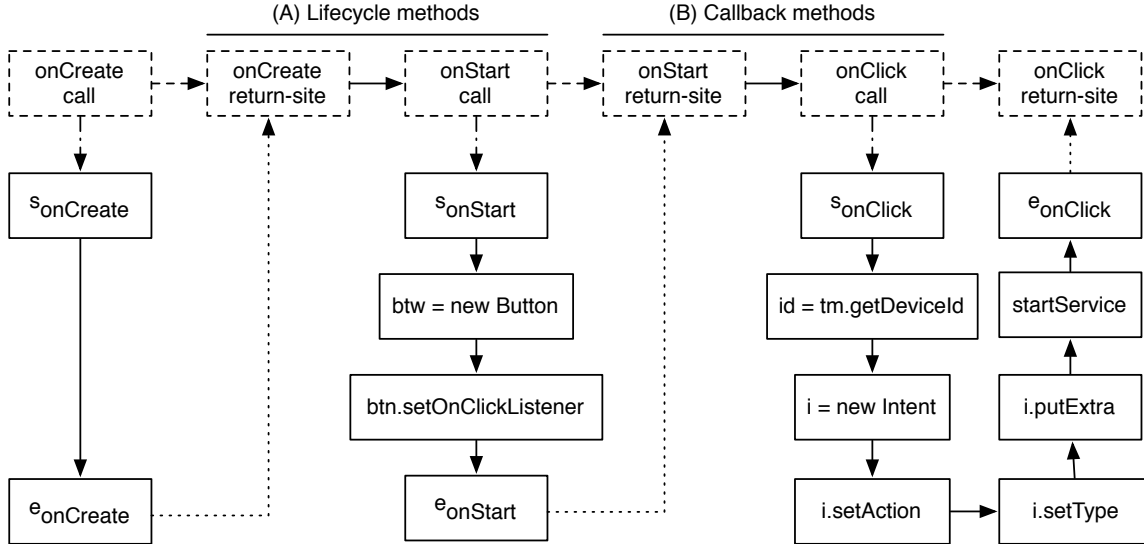 (A) Lifecycle methods
(B) Callback methods
onCreate
call
onCreate
return-site
onStart
call
onStart
return-site
onClick
call
onClick
return-site
sonCreate
sonStart
sonClick
eonClick
btw = new Button
id = tm.getDeviceId
startService
btn.setOnClickListener
i = new Intent
i.putExtra
eonCreate
eonStart
i.setAction
i.setType